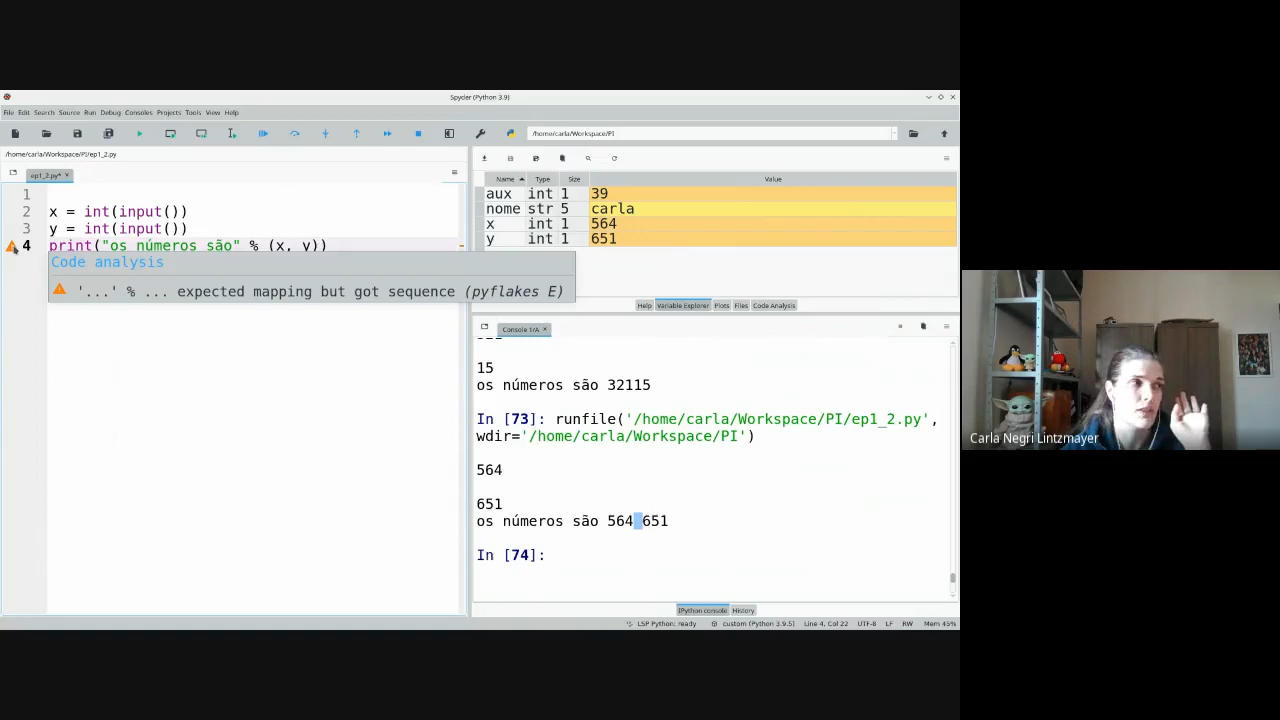 Spyder (Python 3.9)
File Edit Search Source Run Debug Consoles Projects Tools View Help
/home/carla/Workspace/PI
/home/carla/Workspace/PI/ep1_2.py
ep1_2.py*
1
2 x = int(input())
3 y = int(input())
4 print("os números são" % (x, y))
Code analysis
'...' % ... expected mapping but got sequence (pyflakes E)
Name Type Size Value
aux int 1 39
nome str 5 carla
x int 1 564
y int 1 651
Help Variable Explorer Plots Files Code Analysis
Console 1/A
15
os números são 32115
In [73]: runfile('/home/carla/Workspace/PI/ep1_2.py',
wdir='/home/carla/Workspace/PI')
564
651
os números são 564 651
In [74]:
IPython console History
LSP Python: ready custom (Python 3.9.5) Line 4, Col 22 UTF-8 LF RW Mem 45%
Carla Negri Lintzmayer